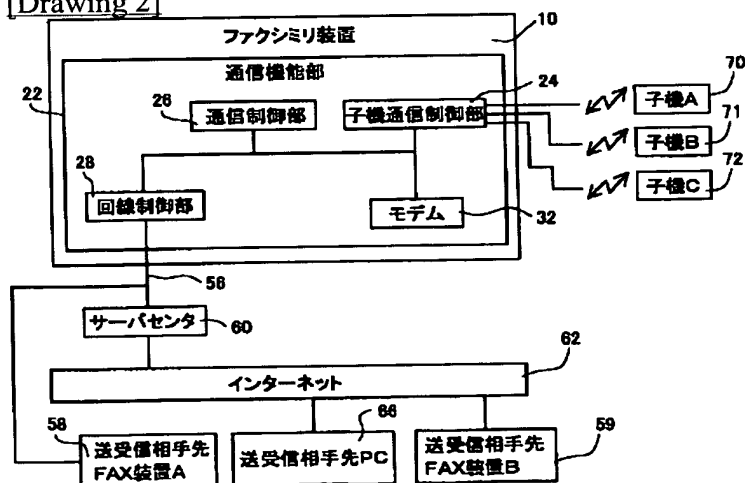 [Drawing 2]
10
ファクシミリ装置
通信機能部
22
24
26
通信制御部
子機通信制御部
70
子機A
71
子機B
72
子機C
28
回線制御部
モデム
32
56
サーバセンタ
60
62
インターネット
58
送受信相手先
FAX装置A
66
送受信相手先PC
59
送受信相手先
FAX装置B